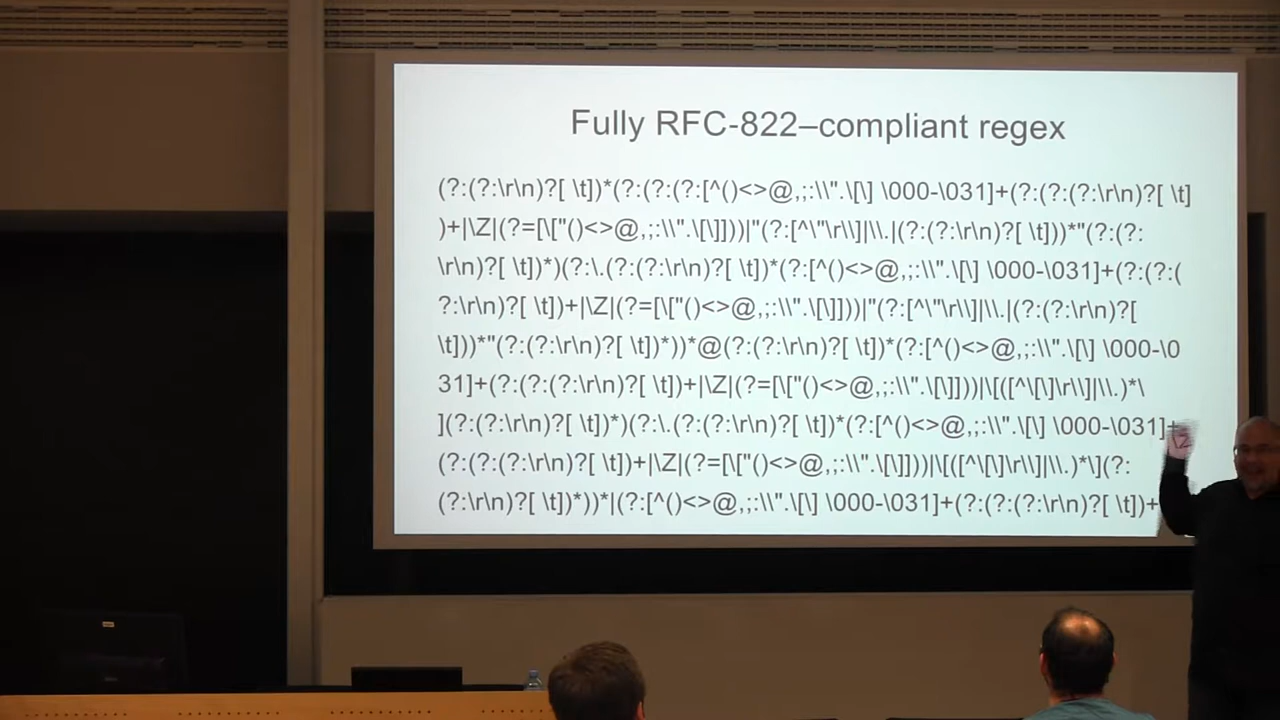 Fully RFC-822–compliant regex
(?:(?:\r\n)?[ \t])*(?:(?:(?:[^()<>@,;:\\".\[\] \000-\031]+(?:(?:(?:\r\n)?[ \t]
)+|\Z|(?=[\["()<>@,;:\\".\[\]]))|"(?:[^\"\r\\]|\\.|(?:(?:\r\n)?[ \t]))*"(?:(?:
\r\n)?[ \t])*)(?:\.(?:(?:\r\n)?[ \t])*(?:[^()<>@,;:\\".\[\] \000-\031]+(?:(?:(
?:\r\n)?[ \t])+|\Z|(?=[\["()<>@,;:\\".\[\]]))|"(?:[^\"\r\\]|\\.|(?:(?:\r\n)?[
\t]))*"(?:(?:\r\n)?[ \t])*))*@(?:(?:\r\n)?[ \t])*(?:[^()<>@,;:\\".\[\] \000-\0
31]+(?:(?:(?:\r\n)?[ \t])+|\Z|(?=[\["()<>@,;:\\".\[\]]))|\[([^\[\]\r\\]|\\.)*\
](?:(?:\r\n)?[ \t])*)(?:\.(?:(?:\r\n)?[ \t])*(?:[^()<>@,;:\\".\[\] \000-\031]+
(?:(?:(?:\r\n)?[ \t])+|\Z|(?=[\["()<>@,;:\\".\[\]]))|\[([^\[\]\r\\]|\\.)*\](?:
(?:\r\n)?[ \t])*))*|(?:[^()<>@,;:\\".\[\] \000-\031]+(?:(?:(?:\r\n)?[ \t])+